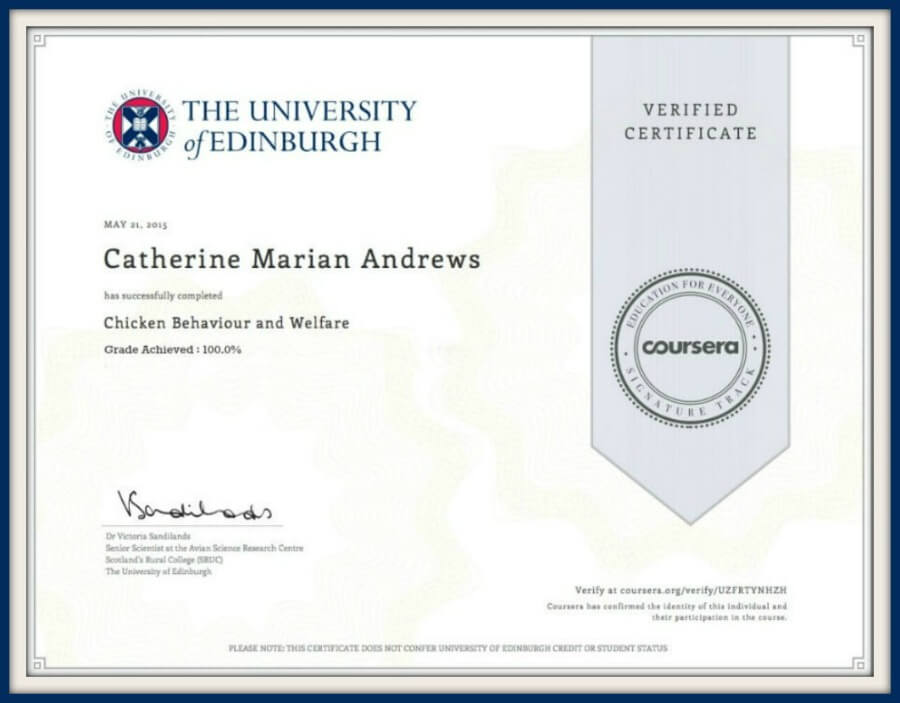 THE UNIVERSITY OF EDINBURGH
THE UNIVERSITY
of EDINBURGH
VERIFIED
CERTIFICATE
MAY 21, 2015
Catherine Marian Andrews
has successfully completed
Chicken Behaviour and Welfare
Grade Achieved : 100.0%
EDUCATION FOR EVERYONE
coursera
SIGNATURE TRACK
VSandilands
Dr Victoria Sandilands
Senior Scientist at the Avian Science Research Centre
Scotland's Rural College (SRUC)
The University of Edinburgh
Verify at coursera.org/verify/UZFRTYNHZH
Coursera has confirmed the identity of this individual and
their participation in the course.
PLEASE NOTE: THIS CERTIFICATE DOES NOT CONFER UNIVERSITY OF EDINBURGH CREDIT OR STUDENT STATUS